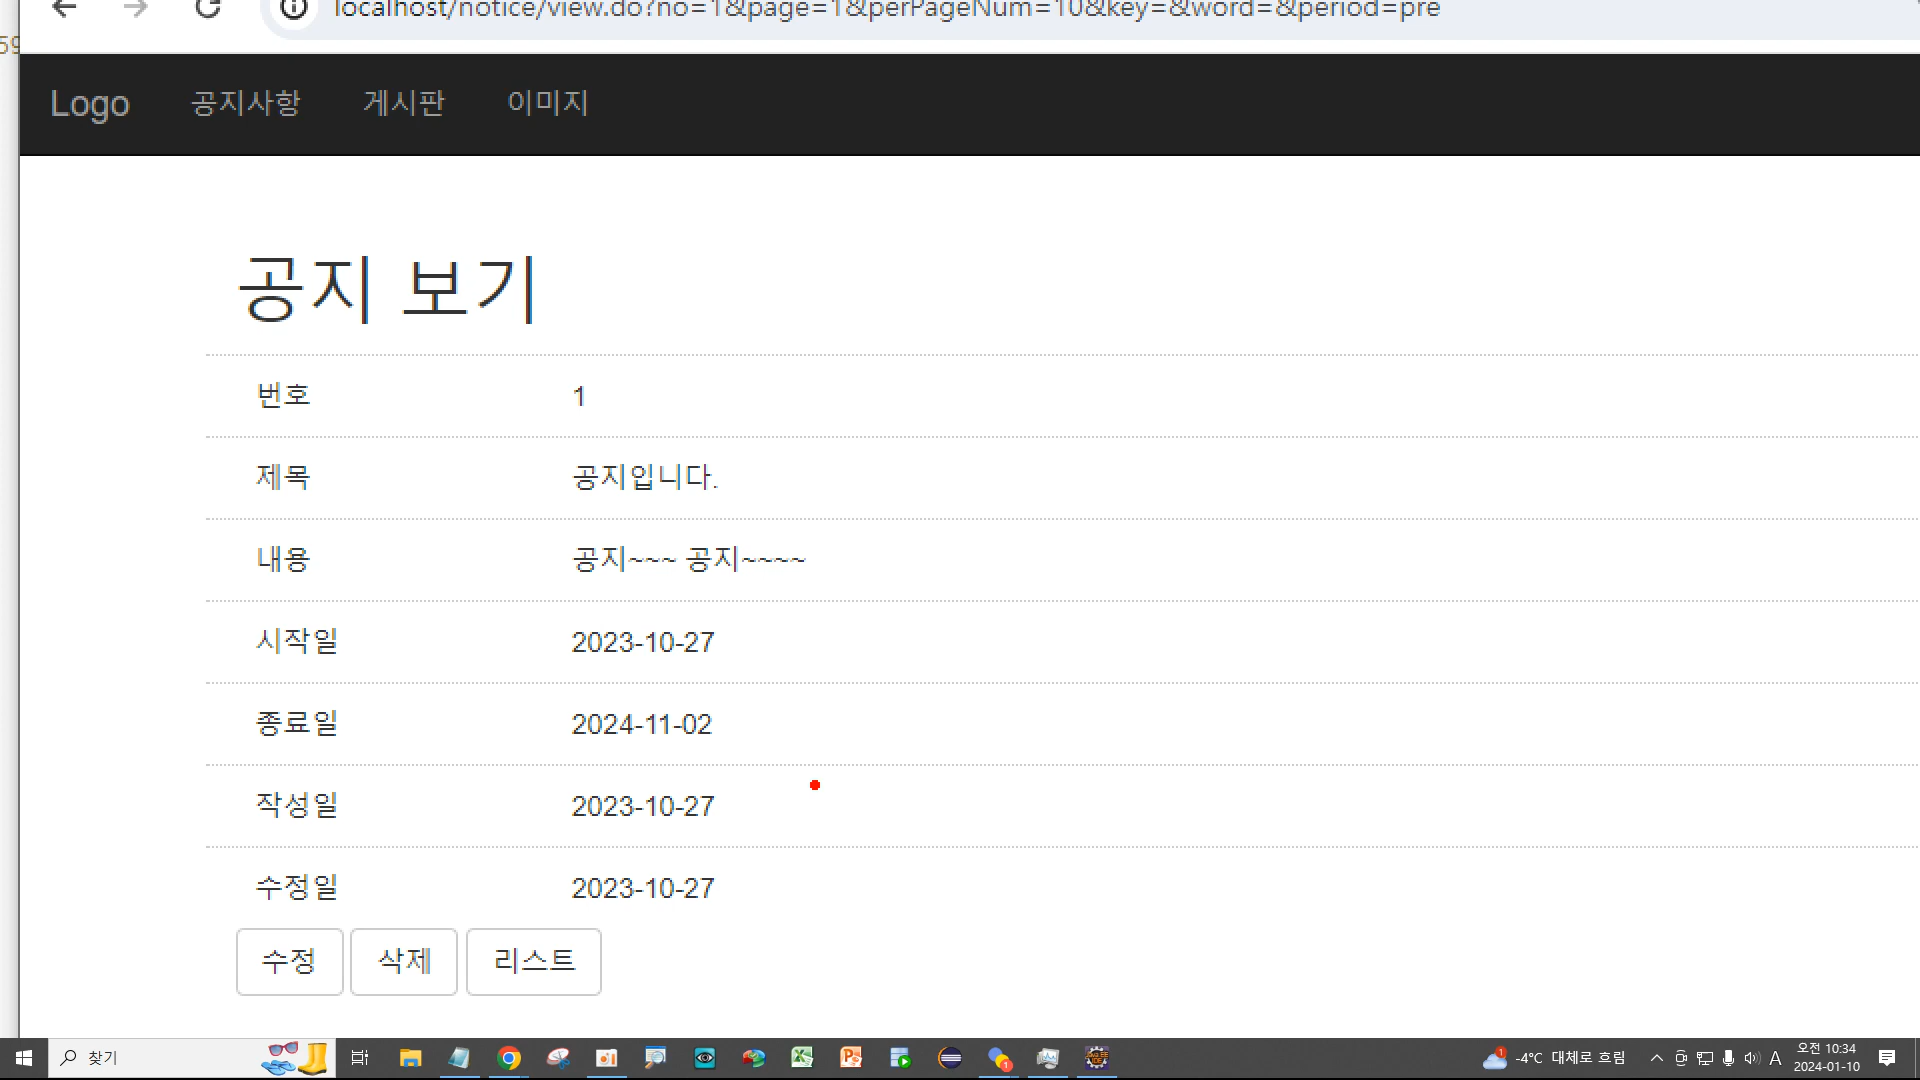 localhost/notice/view.do?no=1&page=1&perPageNum=10&key=&word=&period=pre
59
Logo 공지사항 게시판 이미지
공지 보기
번호 1
제목 공지입니다.
내용 공지~~~ 공지~~~~
시작일 2023-10-27
종료일 2024-11-02
작성일 2023-10-27
수정일 2023-10-27
수정 삭제 리스트
찾기
-4°C 대체로 흐림
A
오전 10:34
2024-01-10